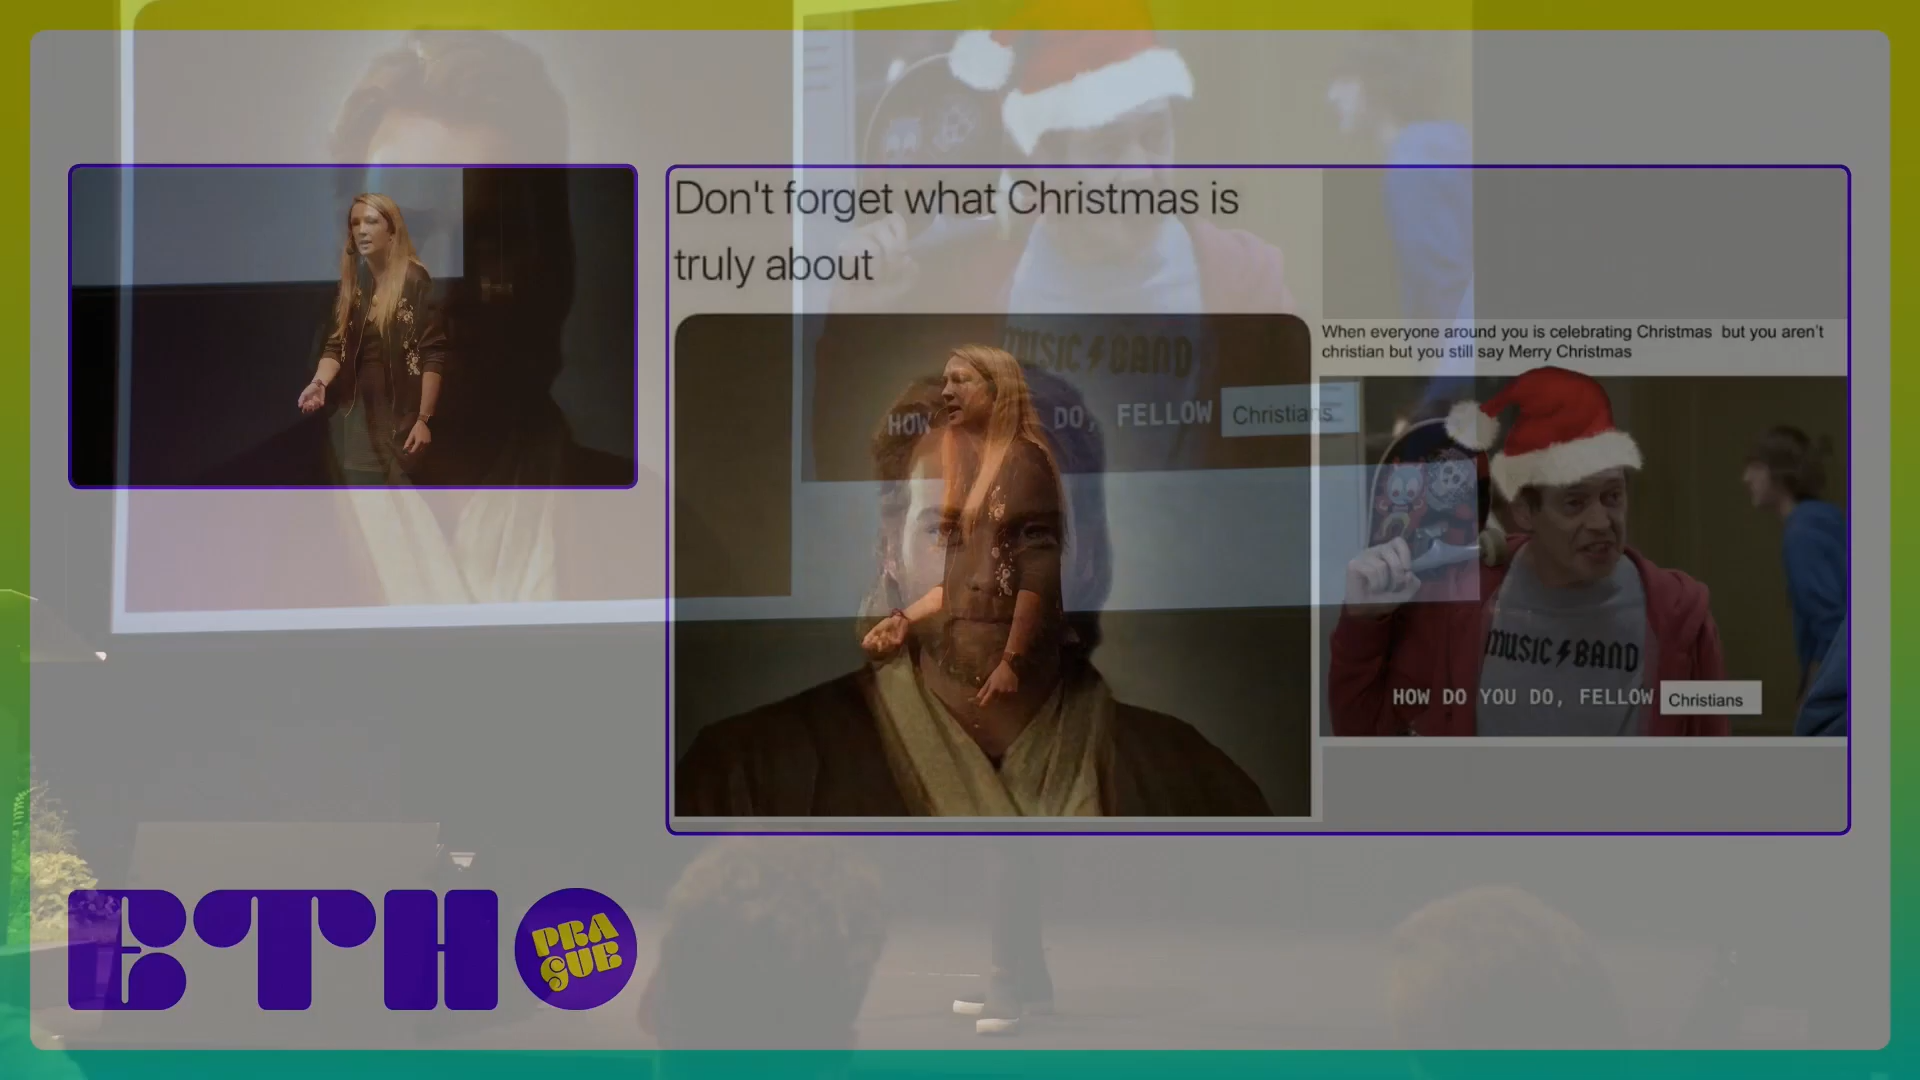 Don't forget what Christmas is
truly about
When everyone around you is celebrating Christmas but you aren't
christian but you still say Merry Christmas
MUSIC BAND
HOW DO YOU DO, FELLOW Christians
MUSIC BAND
HOW DO, FELLOW Christians
ETH
PRA
GUE